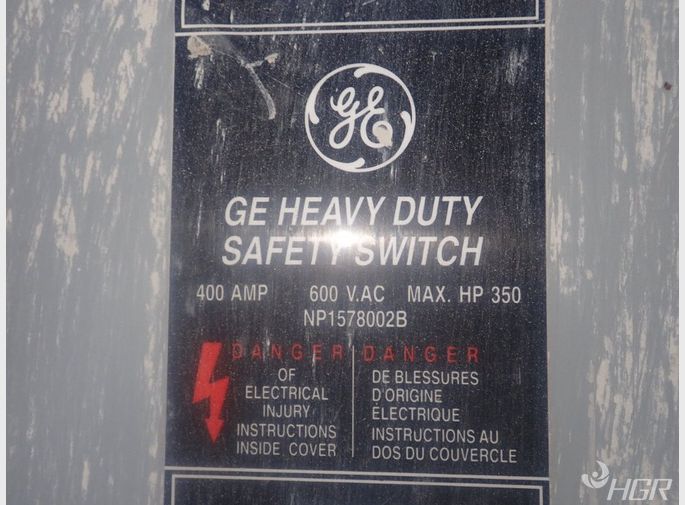 GE
GE HEAVY DUTY
SAFETY SWITCH
400 AMP 600 V.AC MAX. HP 350
NP1578002B
DANGER
OF
ELECTRICAL
INJURY
INSTRUCTIONS
INSIDE COVER
DANGER
DE BLESSURES
D'ORIGINE
ÉLECTRIQUE
INSTRUCTIONS AU
DOS DU COUVERCLE
HGR